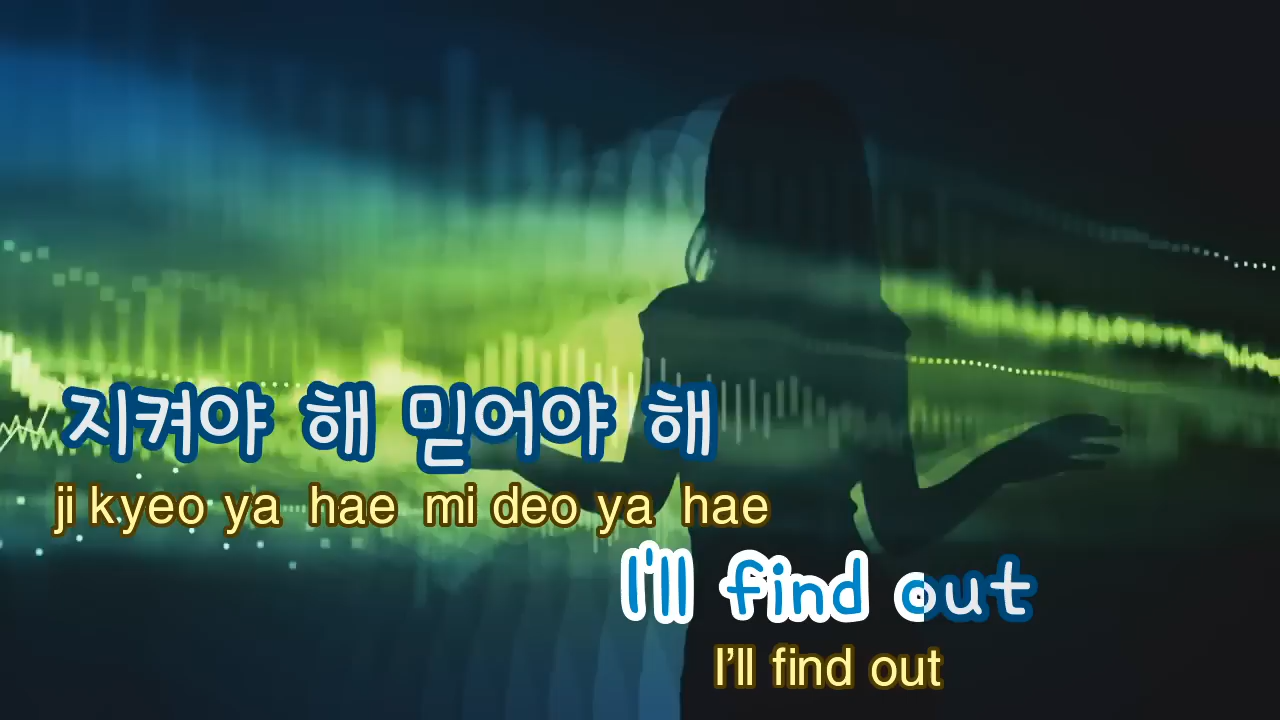 지켜야 해 믿어야 해
ji kyeo ya hae mi deo ya hae
I'll find out
I'll find out